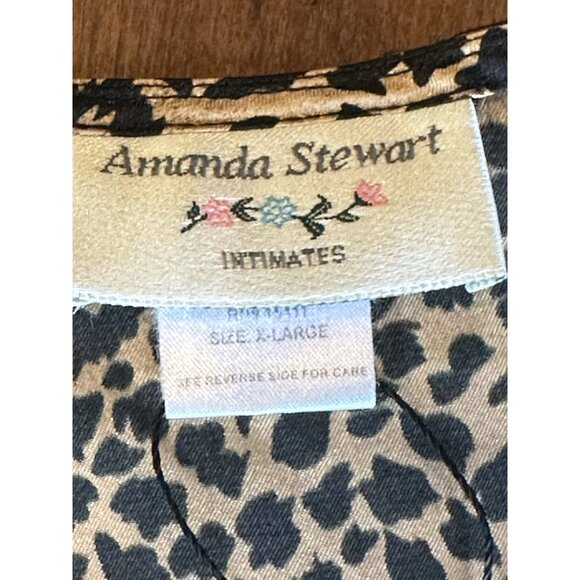 Amanda Stewart
INTIMATES
SIZE: X-LARGE
SEE REVERSE SIDE FOR CARE